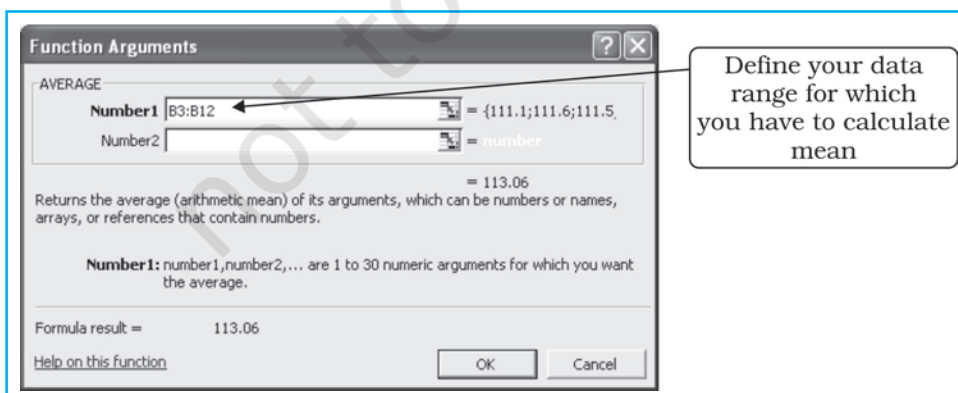 not to
Function Arguments
AVERAGE
Number1 B3:B12 = {111.1;111.6;111.5
Number2 = number
= 113.06
Returns the average (arithmetic mean) of its arguments, which can be numbers or names,
arrays, or references that contain numbers.
Number1: number1,number2,... are 1 to 30 numeric arguments for which you want
the average.
Formula result = 113.06
Help on this function
OK Cancel
Define your data
range for which
you have to calculate
mean